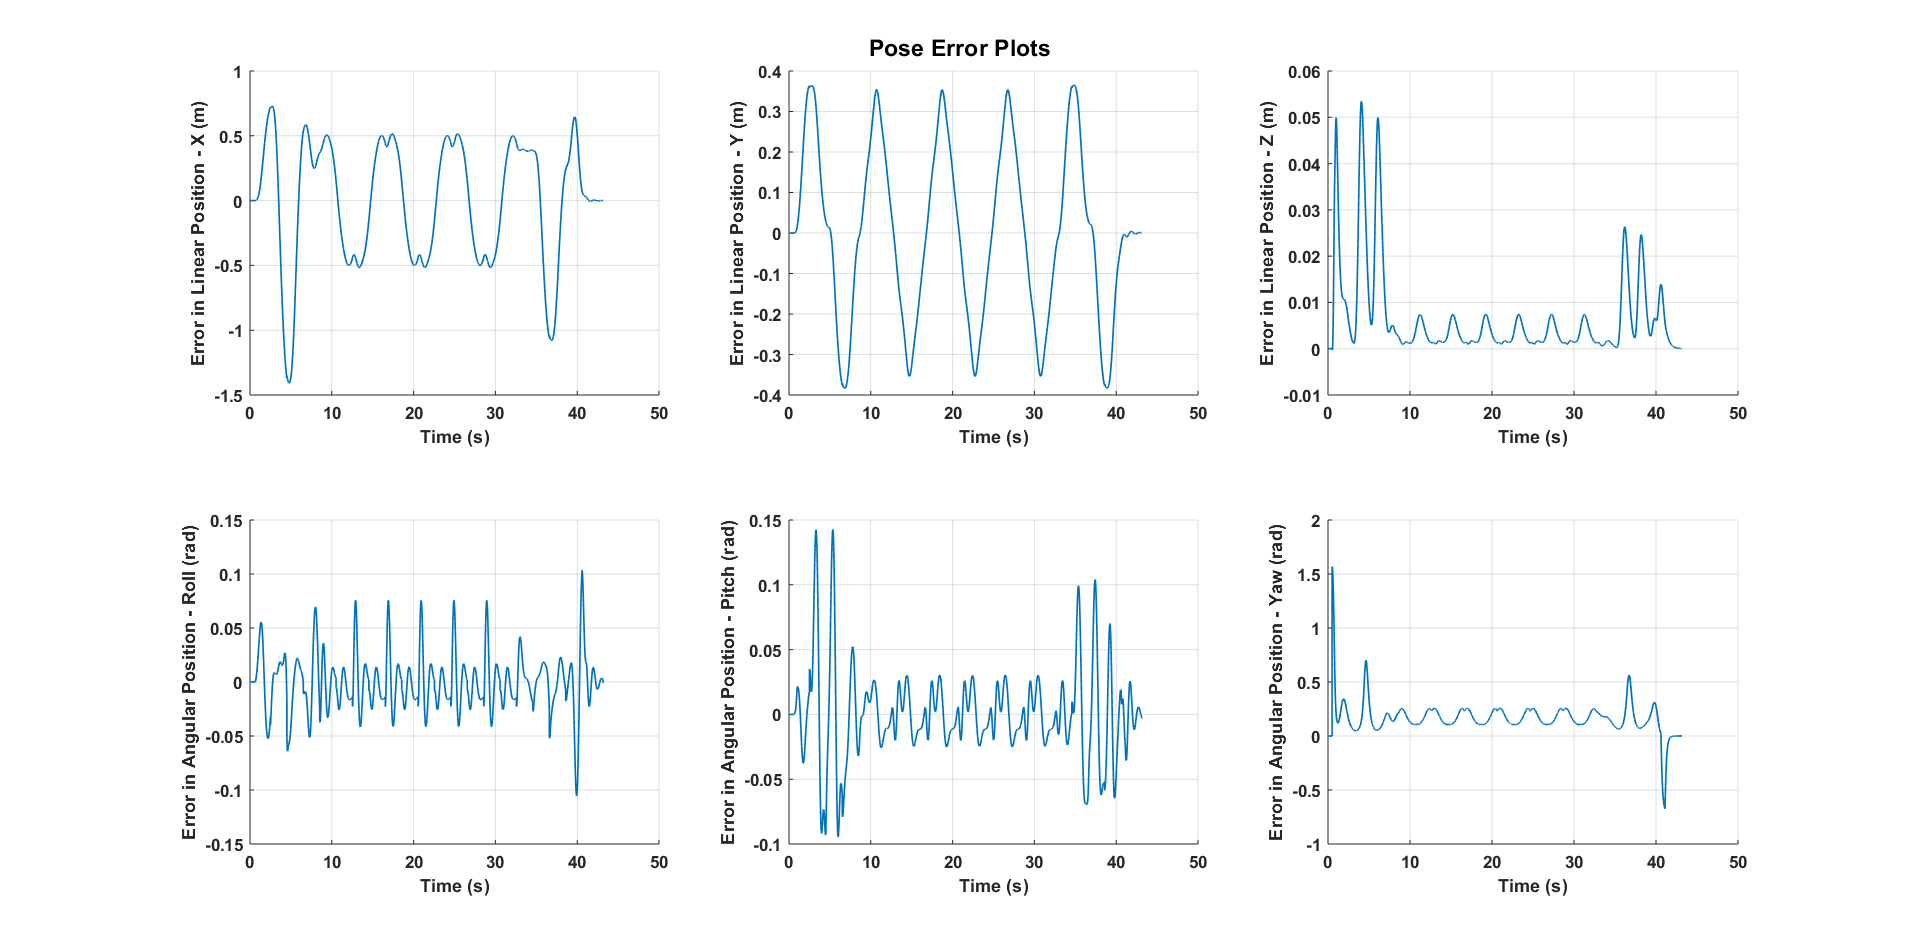 Pose Error Plots
Error in Linear Position - X (m)
1
0.5
0
-0.5
-1
-1.5
0 10 20 30 40 50
Time (s)
Error in Linear Position - Y (m)
0.4
0.3
0.2
0.1
0
-0.1
-0.2
-0.3
-0.4
0 10 20 30 40 50
Time (s)
Error in Linear Position - Z (m)
0.06
0.05
0.04
0.03
0.02
0.01
0
-0.01
0 10 20 30 40 50
Time (s)
Error in Angular Position - Roll (rad)
0.15
0.1
0.05
0
-0.05
-0.1
-0.15
0 10 20 30 40 50
Time (s)
Error in Angular Position - Pitch (rad)
0.15
0.1
0.05
0
-0.05
-0.1
0 10 20 30 40 50
Time (s)
Error in Angular Position - Yaw (rad)
2
1.5
1
0.5
0
-0.5
-1
0 10 20 30 40 50
Time (s)